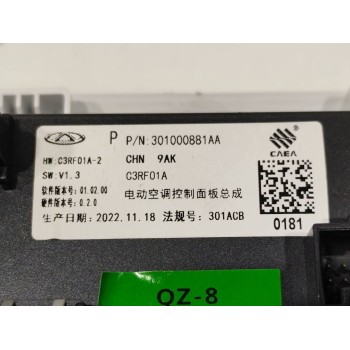 P P/N:301000881AA
HW:C3RF01A-2 CHN 9AK CAEA
SW:V1.3 C3RF01A
软件版本号: 01.02.00 电动空调控制面板总成
硬件版本号: 0.2.0
生产日期: 2022.11.18 法规号: 301ACB 0181
QZ-8